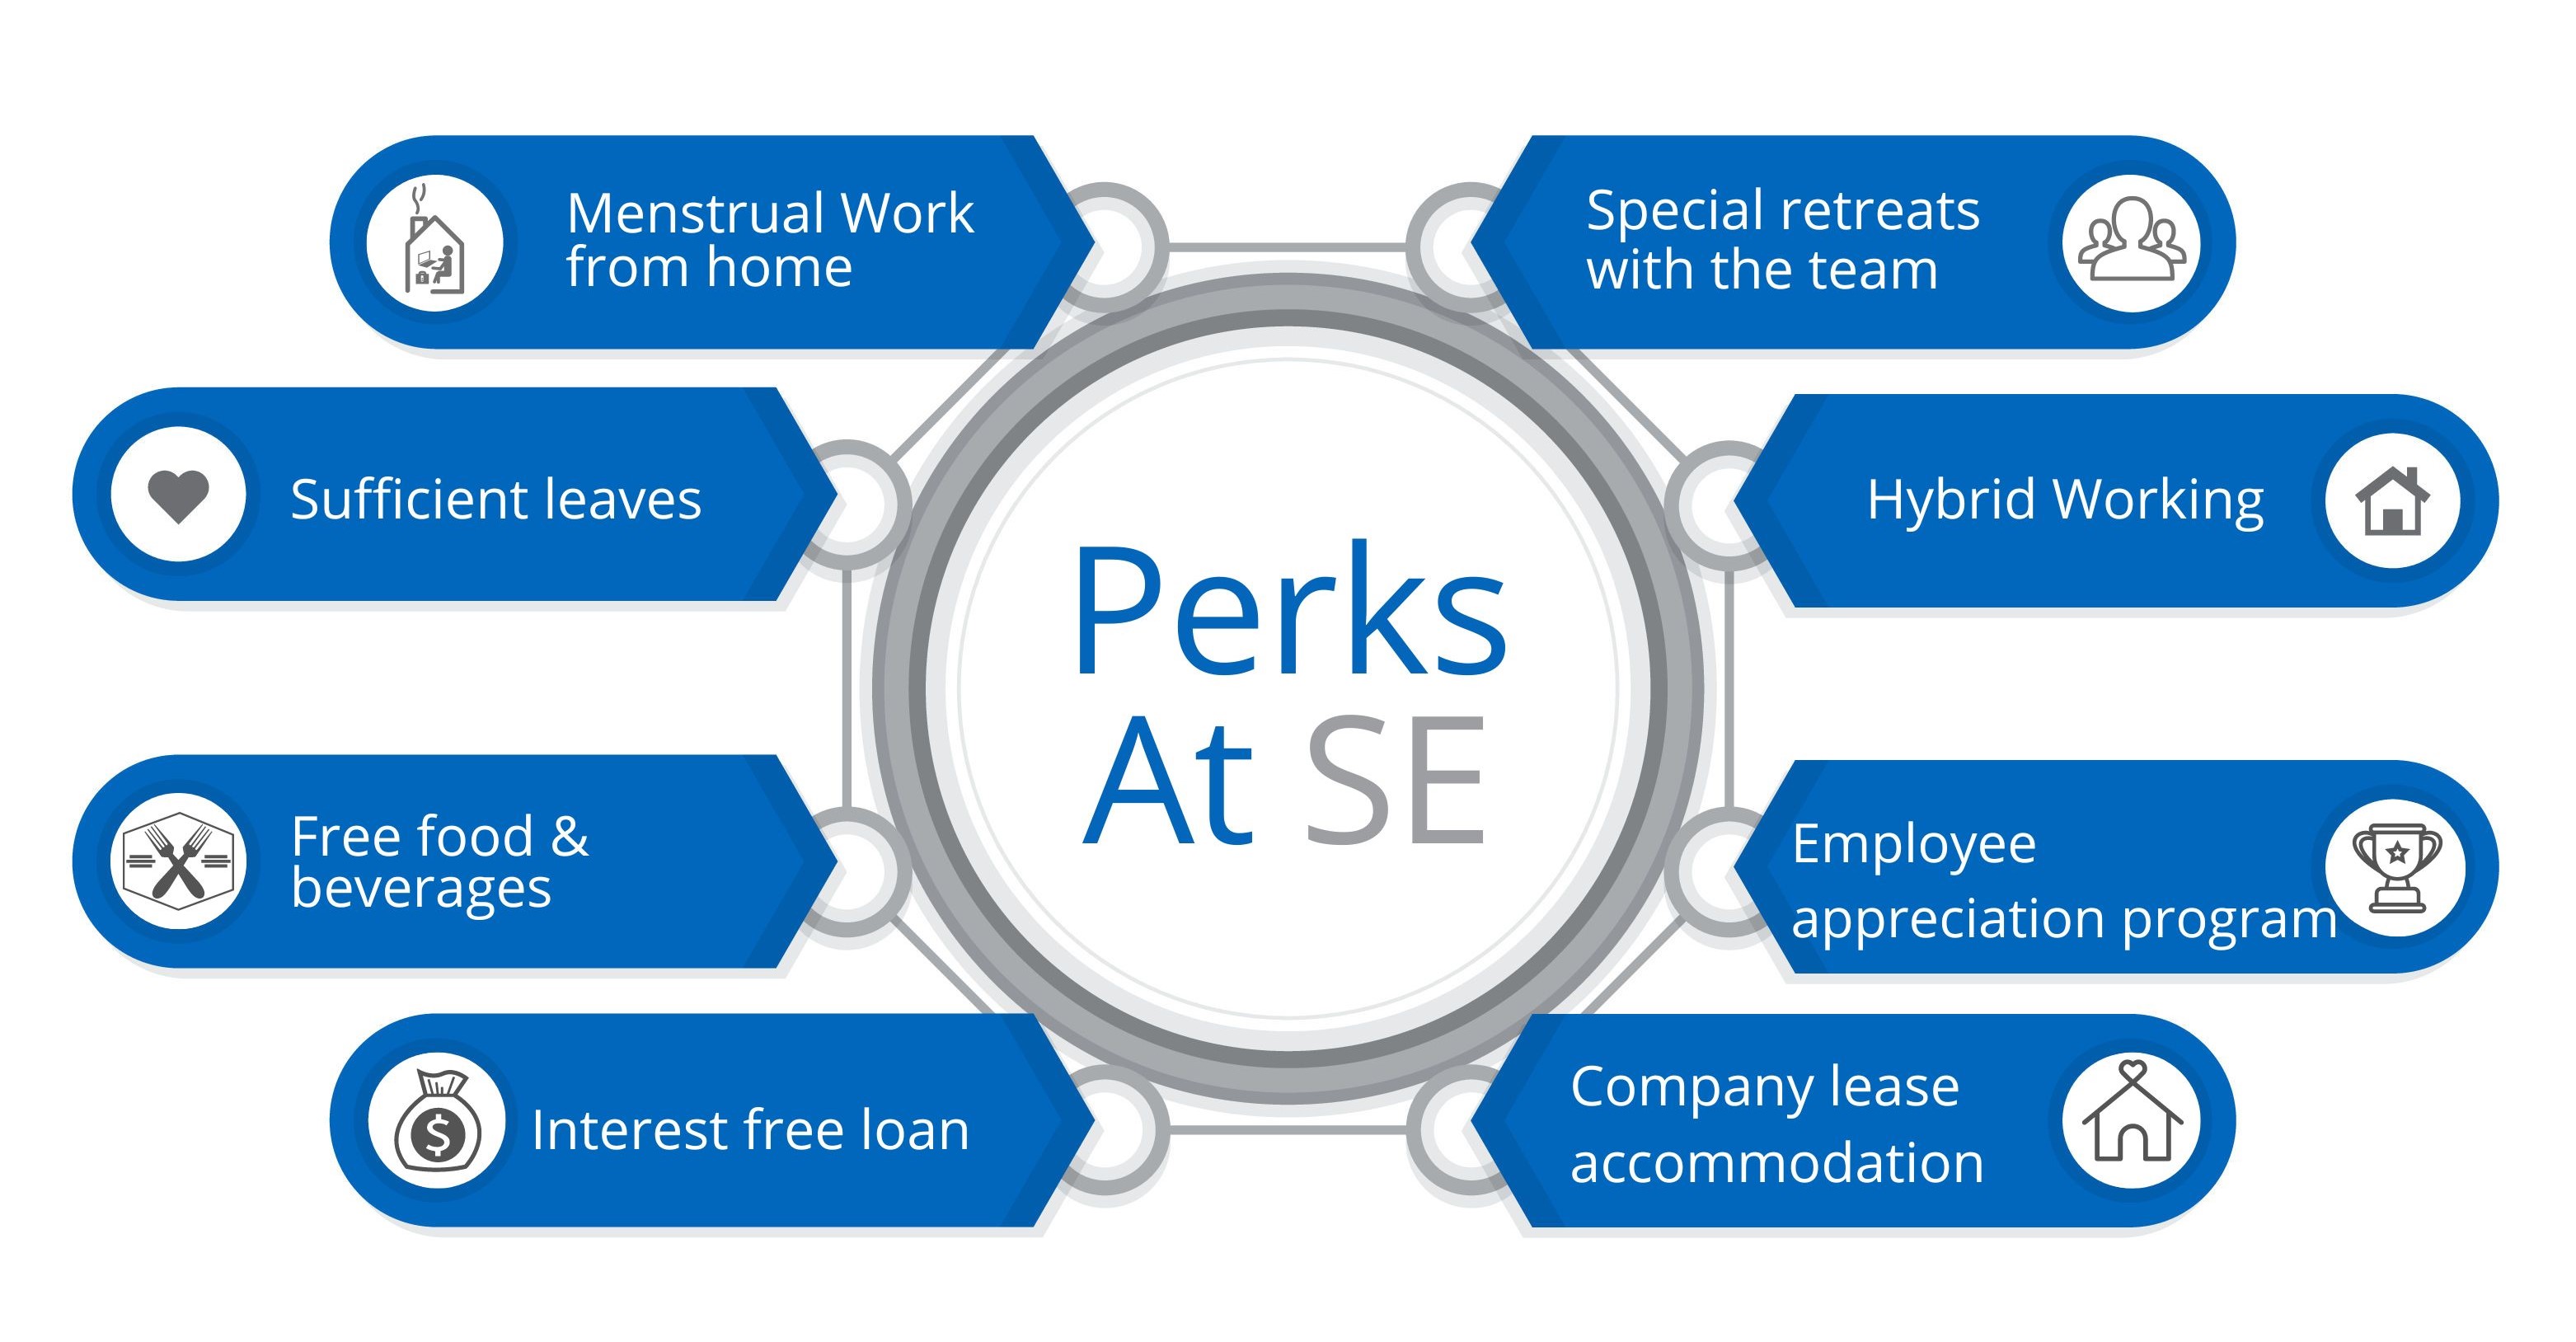 Menstrual Work
from home
Special retreats
with the team
Sufficient leaves
Hybrid Working
Perks
At SE
Free food &
beverages
Employee
appreciation program
Interest free loan
Company lease
accommodation
$